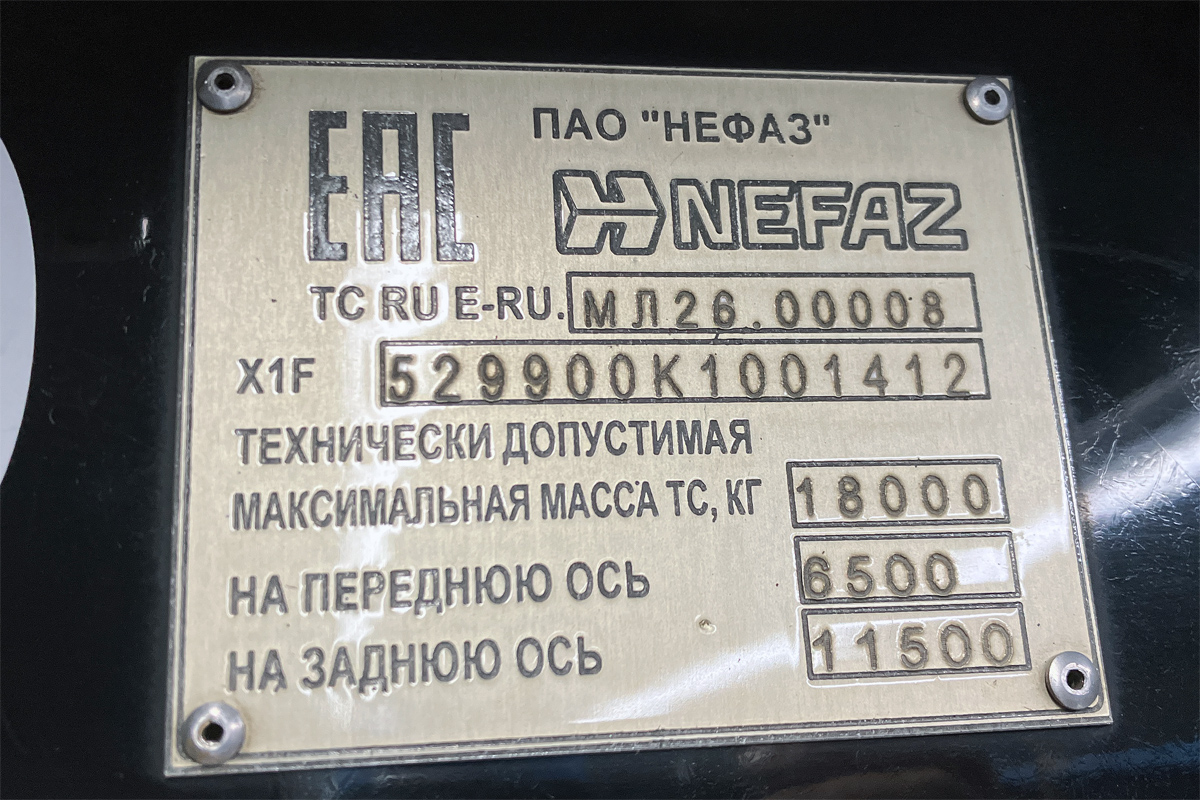 ЕАС
ПАО "НЕФАЗ"
NEFAZ
ТС RU E-RU. МЛ26.00008
X1F 529900K1001412
ТЕХНИЧЕСКИ ДОПУСТИМАЯ
МАКСИМАЛЬНАЯ МАССА ТС, КГ 18000
НА ПЕРЕДНЮЮ ОСЬ 6500
НА ЗАДНЮЮ ОСЬ 11500